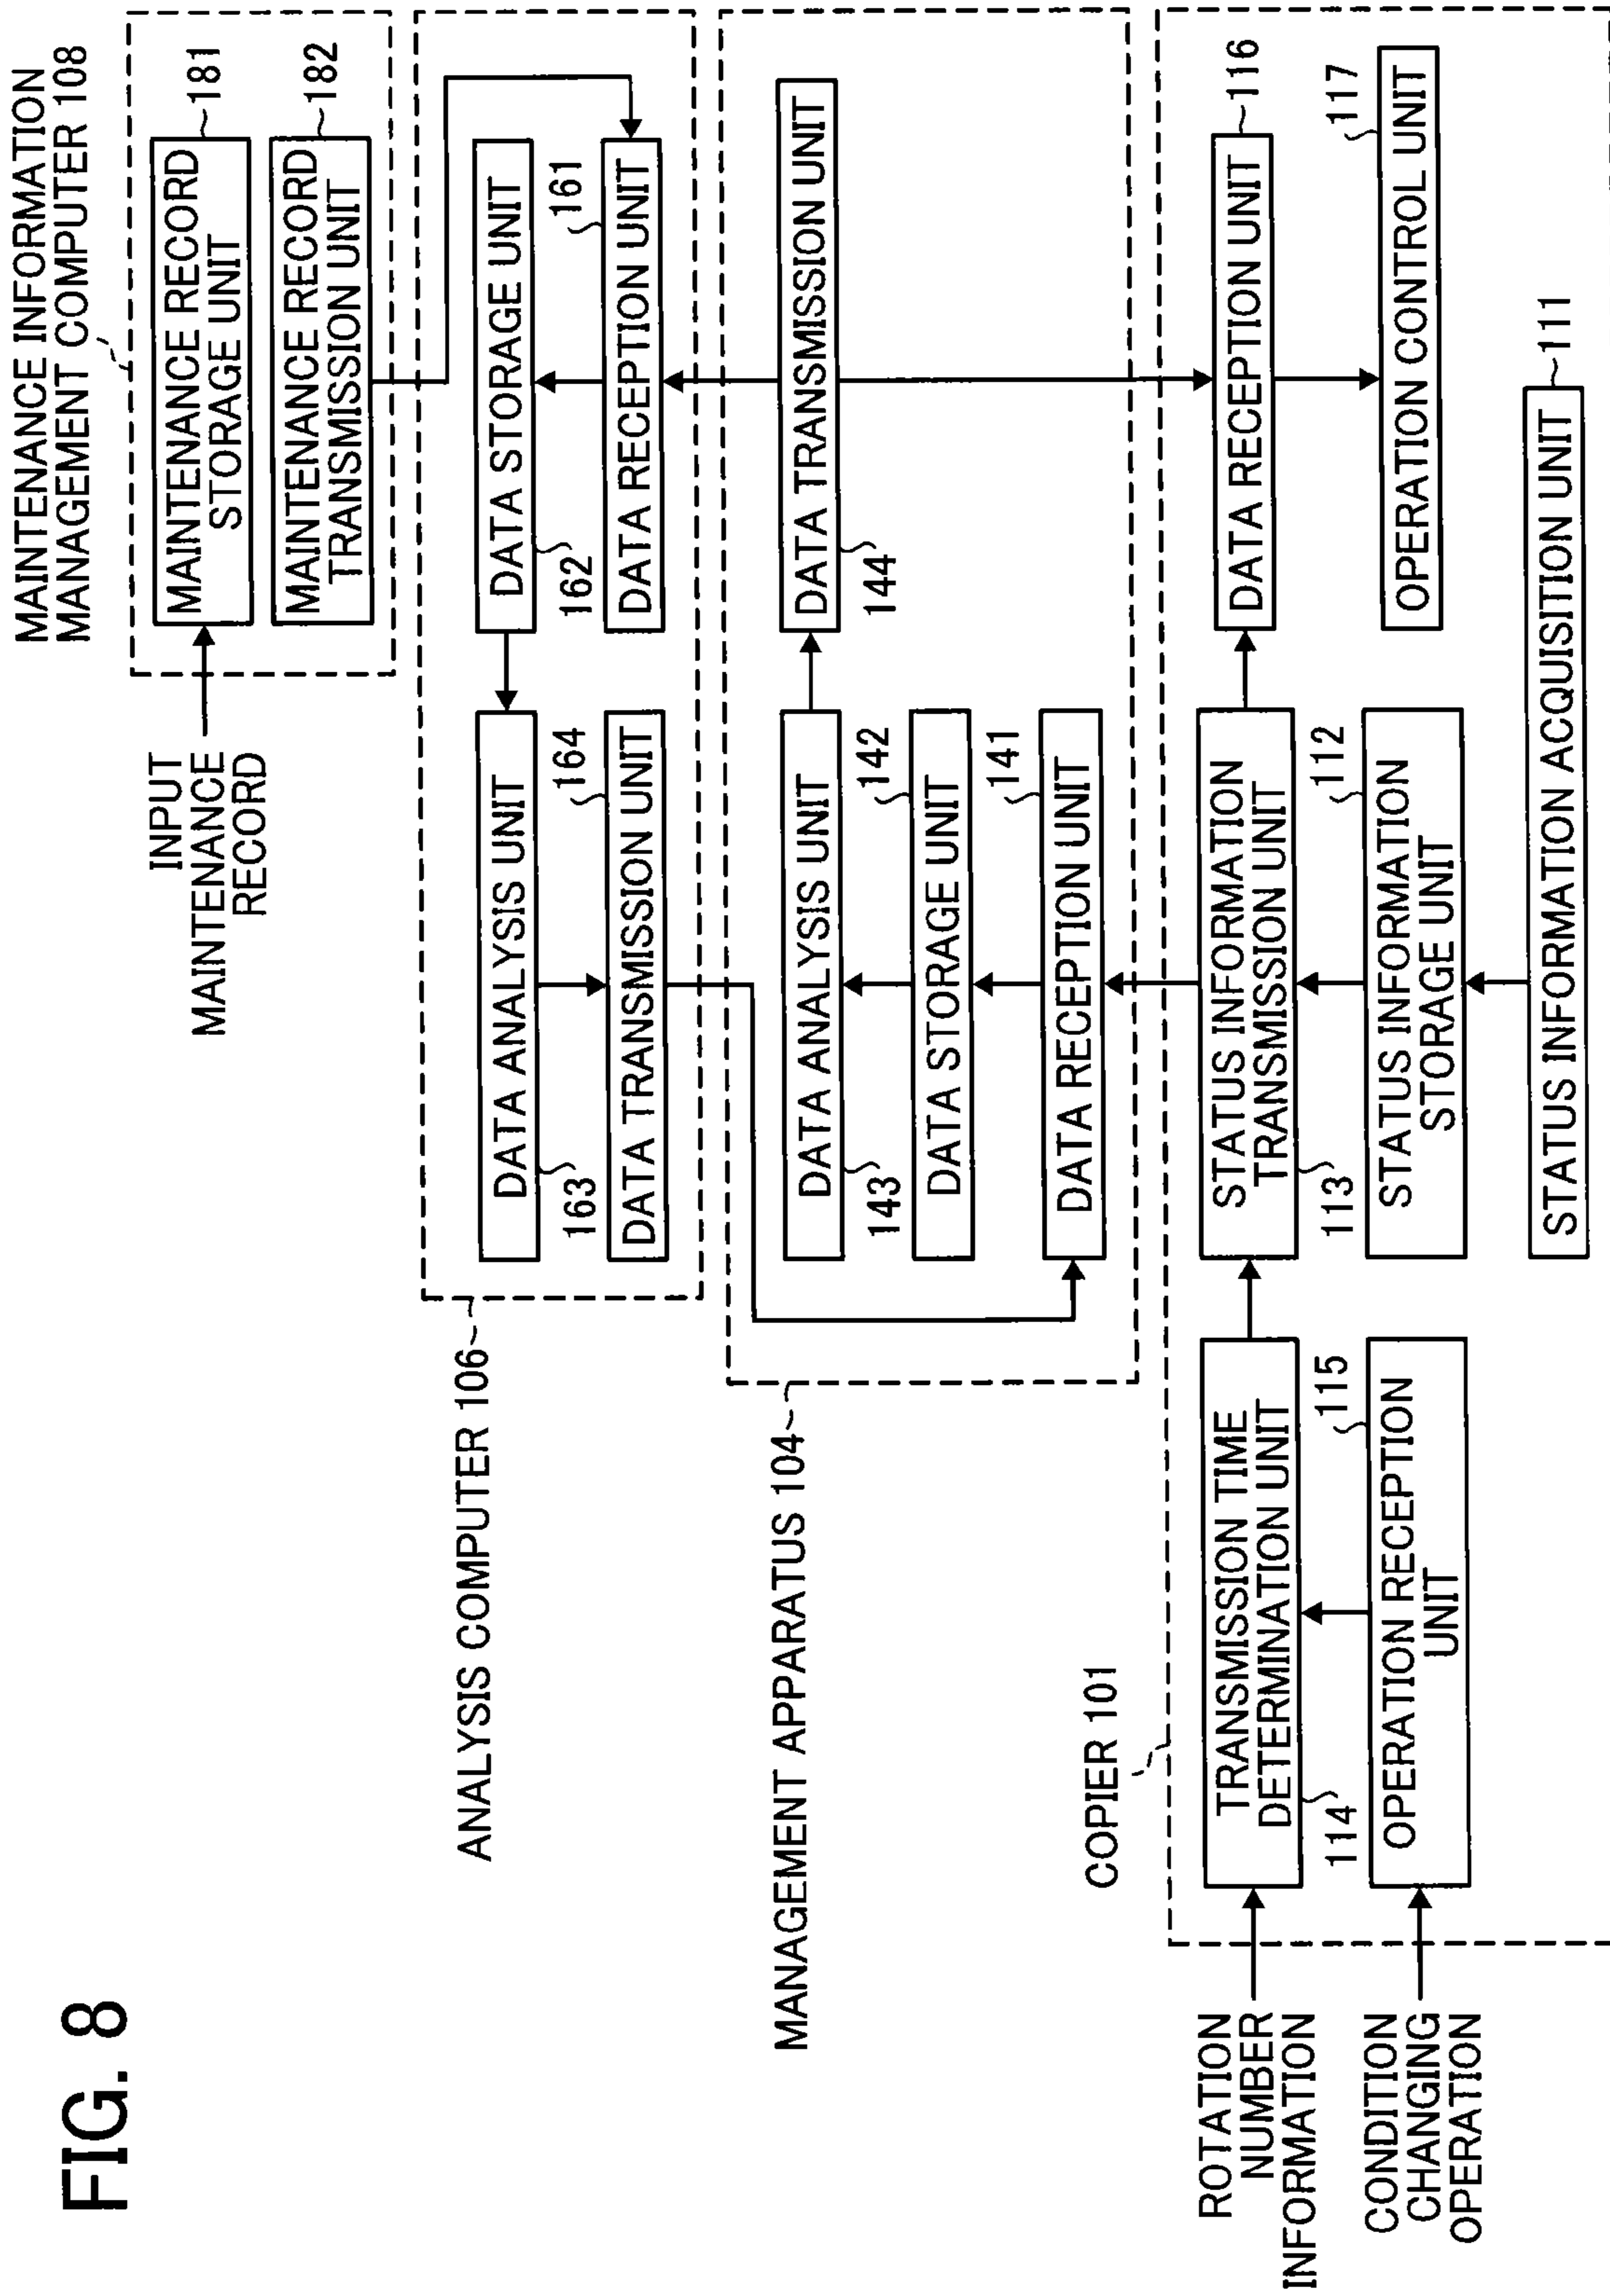 FIG. 8
MAINTENANCE INFORMATION
MANAGEMENT COMPUTER 108
INPUT
MAINTENANCE
RECORD
MAINTENANCE RECORD
STORAGE UNIT
181
MAINTENANCE RECORD
TRANSMISSION UNIT
182
ANALYSIS COMPUTER 106
DATA ANALYSIS UNIT
163
164
DATA TRANSMISSION UNIT
DATA STORAGE UNIT
162
161
DATA RECEPTION UNIT
MANAGEMENT APPARATUS 104
DATA ANALYSIS UNIT
143
142
DATA STORAGE UNIT
141
DATA RECEPTION UNIT
DATA TRANSMISSION UNIT
144
COPIER 101
ROTATION
NUMBER
INFORMATION
TRANSMISSION TIME
DETERMINATION UNIT
114
CONDITION
CHANGING
OPERATION
115
OPERATION RECEPTION
UNIT
STATUS INFORMATION
TRANSMISSION UNIT
113
112
STATUS INFORMATION
STORAGE UNIT
DATA RECEPTION UNIT
116
117
OPERATION CONTROL UNIT
STATUS INFORMATION ACQUISITION UNIT
111